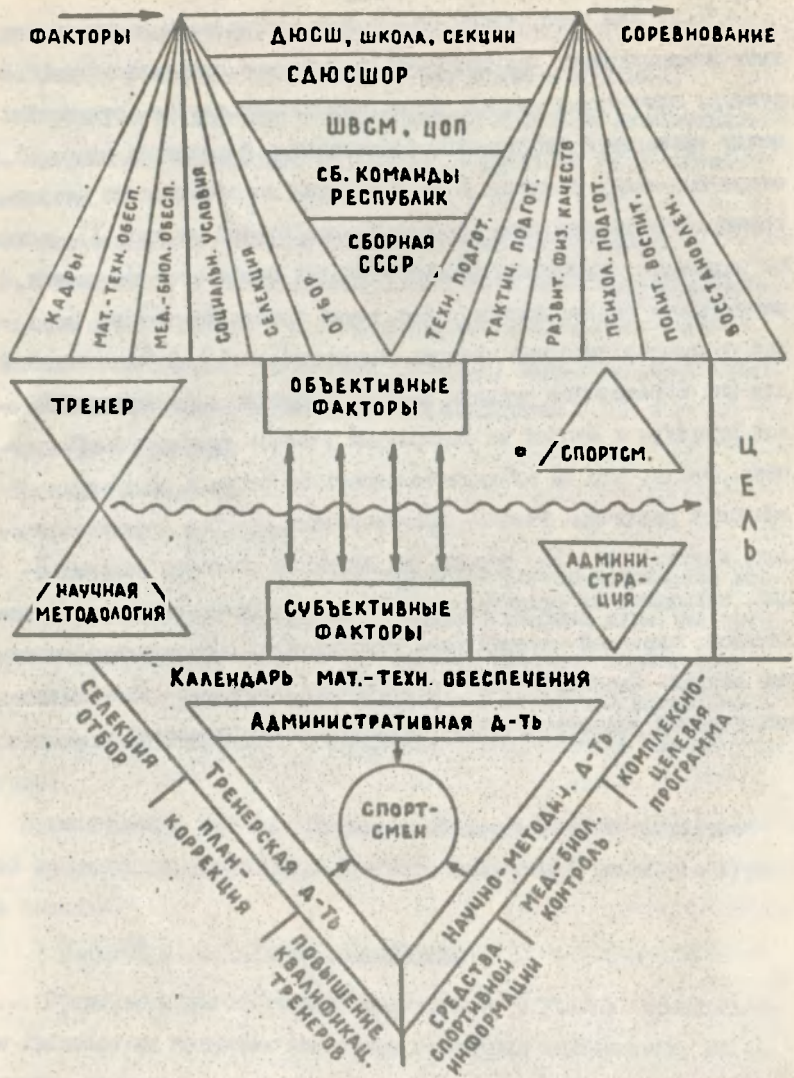 ФАКТОРЫ
ДЮСШ, ШКОЛА, СЕКЦИИ
СОРЕВНОВАНИЕ
СДЮСШОР
ШВСМ, ЦОП
СБ. КОМАНДЫ
РЕСПУБЛИК
СБОРНАЯ
СССР
КАДРЫ
МАТ.-ТЕХН. ОБЕСП.
МЕД.-БИОЛ. ОБЕСП.
СОЦИАЛЬН. УСЛОВИЯ
СЕЛЕКЦИЯ
ОТБОР
ТЕХН. ПОДГОТ.
ТАКТИЧ. ПОДГОТ.
РАЗВИТ. ФИЗ. КАЧЕСТВ
ПСИХОЛ. ПОДГОТ.
ПОЛИТ. ВОСПИТ.
ВОССТАНОВЛЕН.
ТРЕНЕР
ОБЪЕКТИВНЫЕ
ФАКТОРЫ
/СПОРТСМ.
ЦЕЛЬ
/НАУЧНАЯ/
МЕТОДОЛОГИЯ
СУБЪЕКТИВНЫЕ
ФАКТОРЫ
АДМИНИ-
СТРА-
ЦИЯ
КАЛЕНДАРЬ МАТ.-ТЕХН. ОБЕСПЕЧЕНИЯ
АДМИНИСТРАТИВНАЯ Д-ТЬ
СЕЛЕКЦИЯ
ОТБОР
ТРЕНЕРСКАЯ Д-ТЬ
СПОРТ-
СМЕН
НАУЧНО-МЕТОДИЧ. Д-ТЬ
КОМПЛЕКСНО-
ЦЕЛЕВАЯ
ПРОГРАММА
ПЛАН-
КОРРЕКЦИЯ
МЕД.-БИОЛ.
КОНТРОЛЬ
ПОВЫШЕНИЕ
КВАЛИФИКАЦ.
ТРЕНЕРОВ
СРЕДСТВА
СПОРТИВНОЙ
ИНФОРМАЦИИ